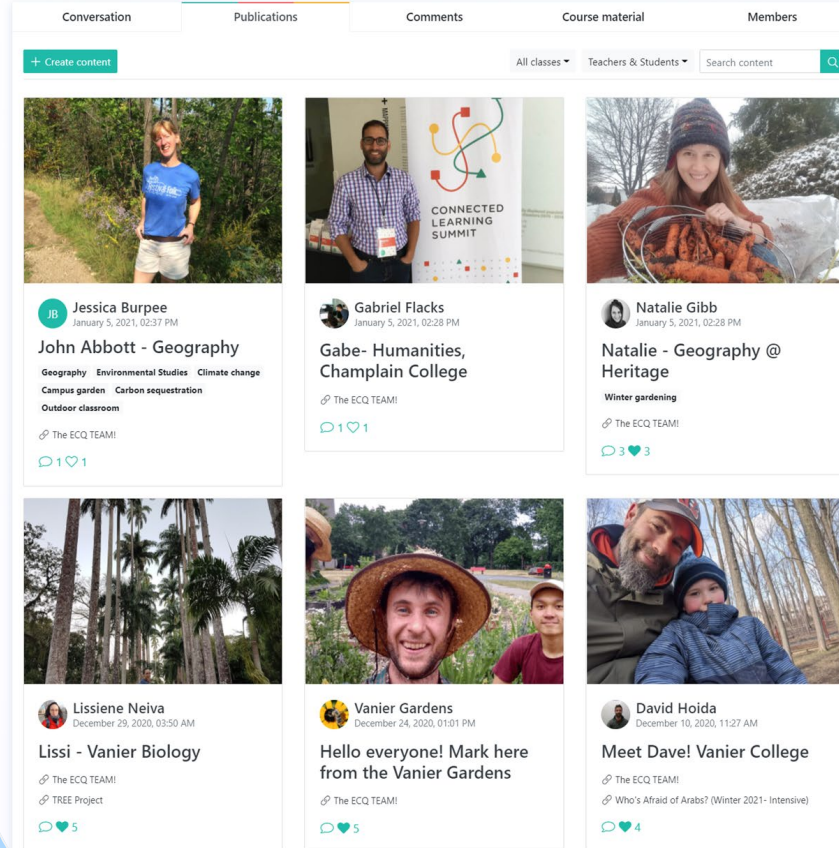 Conversation
Publications
Comments
Course material
Members
+ Create content
All classes
Teachers & Students
Search content
CONNECTED
LEARNING
SUMMIT
JB
Jessica Burpee
January 5, 2021, 02:37 PM
John Abbott - Geography
Geography Environmental Studies Climate change
Campus garden Carbon sequestration
Outdoor classroom
The ECQ TEAM!
1 1
Gabriel Flacks
January 5, 2021, 02:28 PM
Gabe- Humanities,
Champlain College
The ECQ TEAM!
1 1
Natalie Gibb
January 5, 2021, 02:28 PM
Natalie - Geography @
Heritage
Winter gardening
The ECQ TEAM!
3 3
Lissiene Neiva
December 29, 2020, 03:50 AM
Lissi - Vanier Biology
The ECQ TEAM!
TREE Project
5
Vanier Gardens
December 24, 2020, 01:01 PM
Hello everyone! Mark here
from the Vanier Gardens
The ECQ TEAM!
5
David Hoida
December 10, 2020, 11:27 AM
Meet Dave! Vanier College
The ECQ TEAM!
Who's Afraid of Arabs? (Winter 2021- Intensive)
4